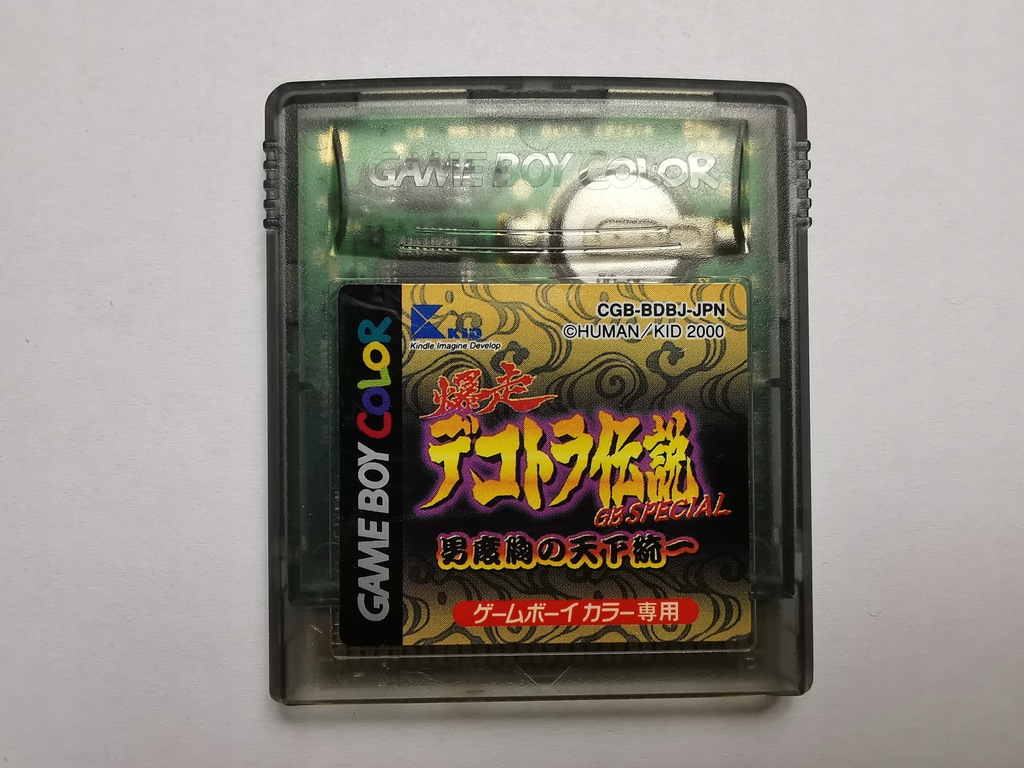 GAME BOY COLOR
GAME BOY COLOR
KID
Kindle Imagine Develop
CGB-BDBJ-JPN
©HUMAN/KID 2000
爆走
デコトラ伝説
GB SPECIAL
男度胸の天下統一
ゲームボーイカラー専用